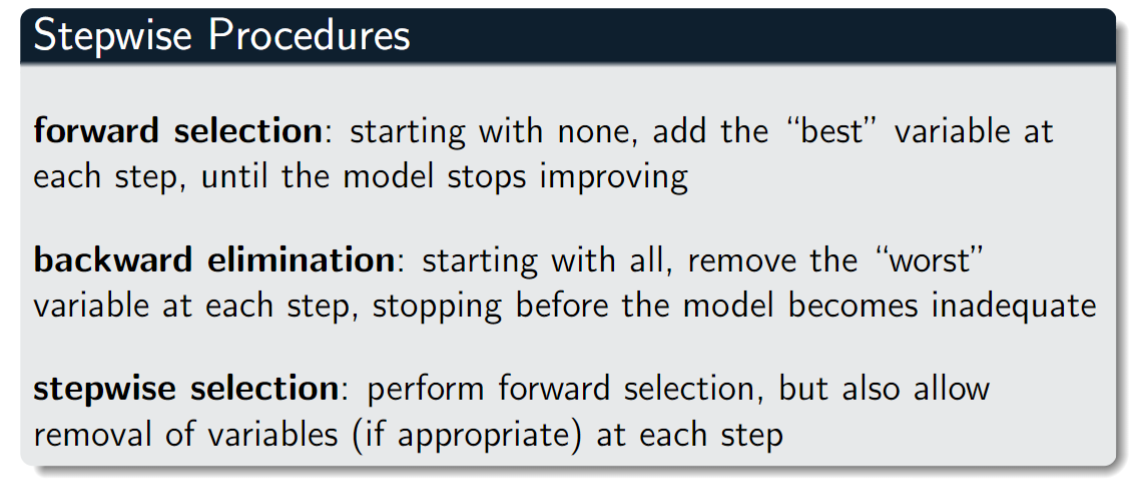 Stepwise Procedures
forward selection: starting with none, add the “best” variable at
each step, until the model stops improving
backward elimination: starting with all, remove the “worst”
variable at each step, stopping before the model becomes inadequate
stepwise selection: perform forward selection, but also allow
removal of variables (if appropriate) at each step